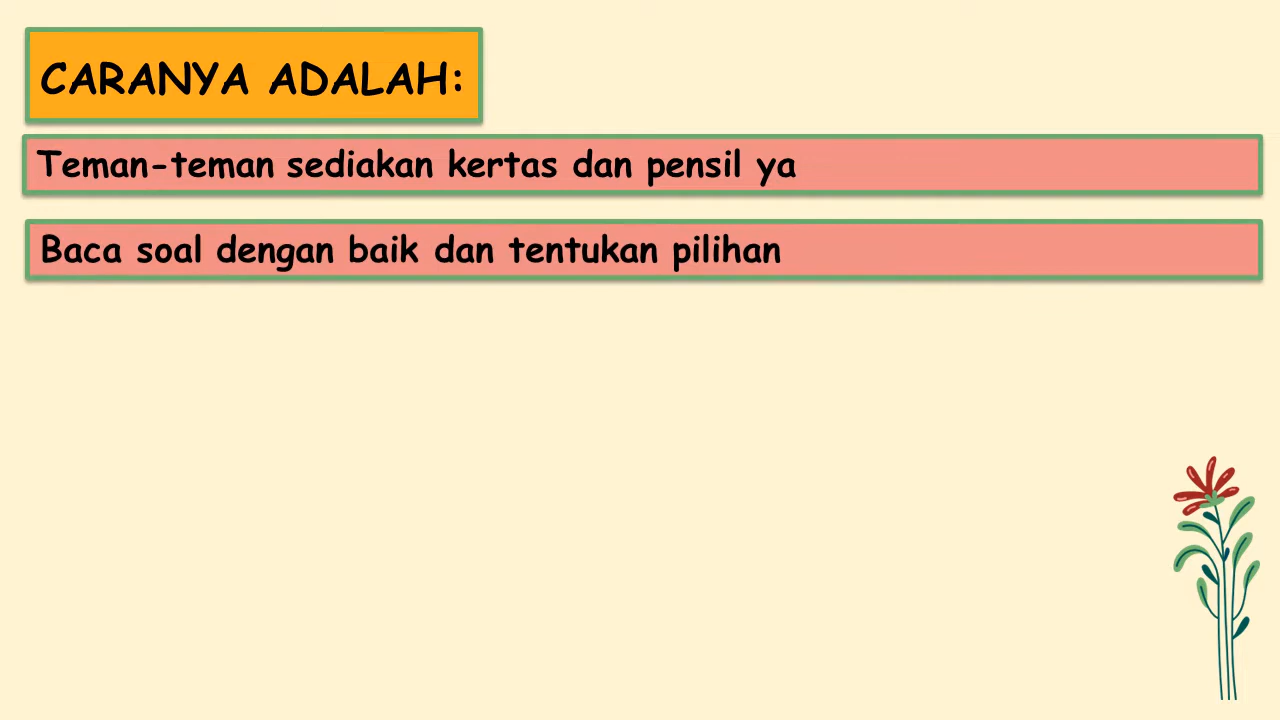 CARANYA ADALAH:
Teman-teman sediakan kertas dan pensil ya
Baca soal dengan baik dan tentukan pilihan